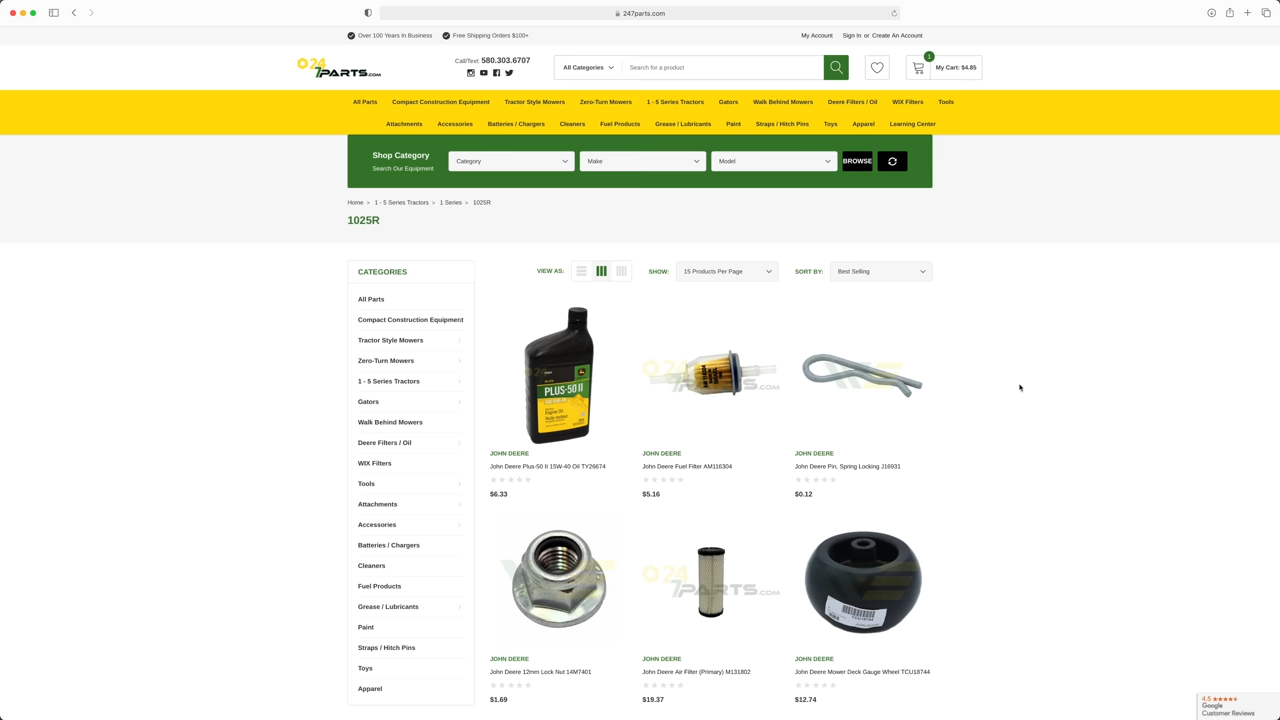 247parts.com
Over 100 Years In Business
Free Shipping Orders $100+
My Account
Sign In or Create An Account
024
7PARTS.COM
Call/Text: 580.303.6707
All Categories
Search for a product
1
My Cart: $4.85
All Parts
Compact Construction Equipment
Tractor Style Mowers
Zero-Turn Mowers
1 - 5 Series Tractors
Gators
Walk Behind Mowers
Deere Filters / Oil
WIX Filters
Tools
Attachments
Accessories
Batteries / Chargers
Cleaners
Fuel Products
Grease / Lubricants
Paint
Straps / Hitch Pins
Toys
Apparel
Learning Center
Shop Category
Search Our Equipment
Category
Make
Model
BROWSE
Home > 1 - 5 Series Tractors > 1 Series > 1025R
1025R
CATEGORIES
All Parts
Compact Construction Equipment
Tractor Style Mowers
Zero-Turn Mowers
1 - 5 Series Tractors
Gators
Walk Behind Mowers
Deere Filters / Oil
WIX Filters
Tools
Attachments
Accessories
Batteries / Chargers
Cleaners
Fuel Products
Grease / Lubricants
Paint
Straps / Hitch Pins
Toys
Apparel
VIEW AS:
SHOW:
15 Products Per Page
SORT BY:
Best Selling
PLUS-50 II
JOHN DEERE
John Deere Plus-50 II 15W-40 Oil TY26674
$6.33
JOHN DEERE
John Deere Fuel Filter AM116304
$5.16
JOHN DEERE
John Deere Pin, Spring Locking J16931
$0.12
024
7PARTS.COM
JOHN DEERE
John Deere 12mm Lock Nut 14M7401
$1.69
JOHN DEERE
John Deere Air Filter (Primary) M131802
$19.37
JOHN DEERE
John Deere Mower Deck Gauge Wheel TCU18744
$12.74
4.5
Google
Customer Reviews